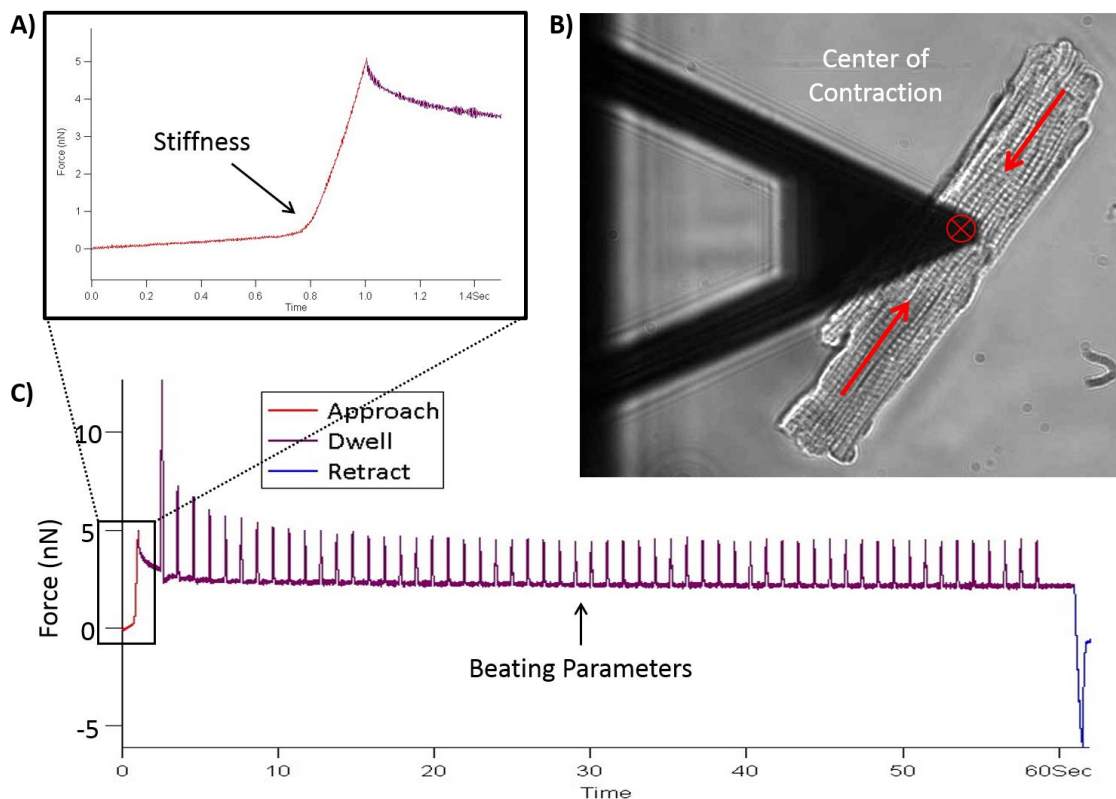 A)
Force (nN)
5
4
3
2
1
0
Stiffness
0.0 0.2 0.4 0.6 0.8 1.0 1.2 1.4Sec
Time
B)
Center of
Contraction
C)
Approach
Dwell
Retract
Force (nN)
10
5
0
-5
Beating Parameters
0 10 20 30 40 50 60Sec
Time